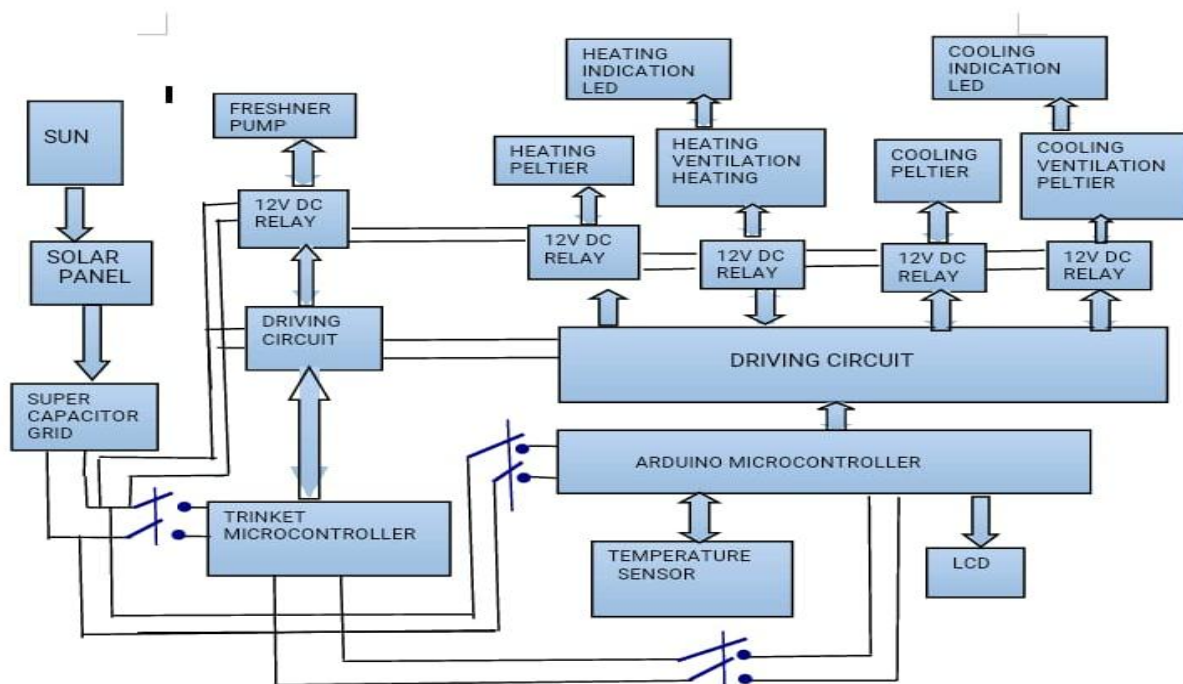 HEATING
INDICATION
LED
COOLING
INDICATION
LED
SUN
FRESHNER
PUMP
HEATING
PELTIER
HEATING
VENTILATION
HEATING
COOLING
PELTIER
COOLING
VENTILATION
PELTIER
12V DC
RELAY
12V DC
RELAY
12V DC
RELAY
12V DC
RELAY
12V DC
RELAY
SOLAR
PANEL
DRIVING
CIRCUIT
DRIVING CIRCUIT
SUPER
CAPACITOR
GRID
ARDUINO MICROCONTROLLER
TRINKET
MICROCONTROLLER
TEMPERATURE
SENSOR
LCD